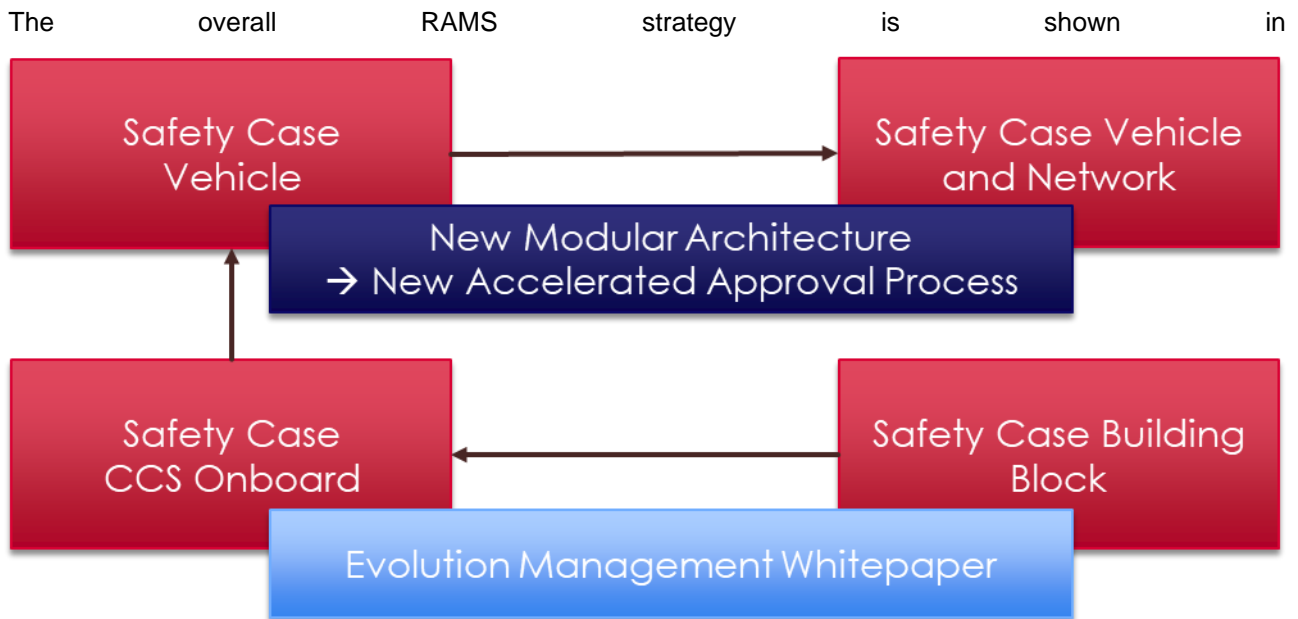 The overall RAMS strategy is shown in
Safety Case
Vehicle
Safety Case Vehicle
and Network
New Modular Architecture
→ New Accelerated Approval Process
Safety Case
CCS Onboard
Safety Case Building
Block
Evolution Management Whitepaper